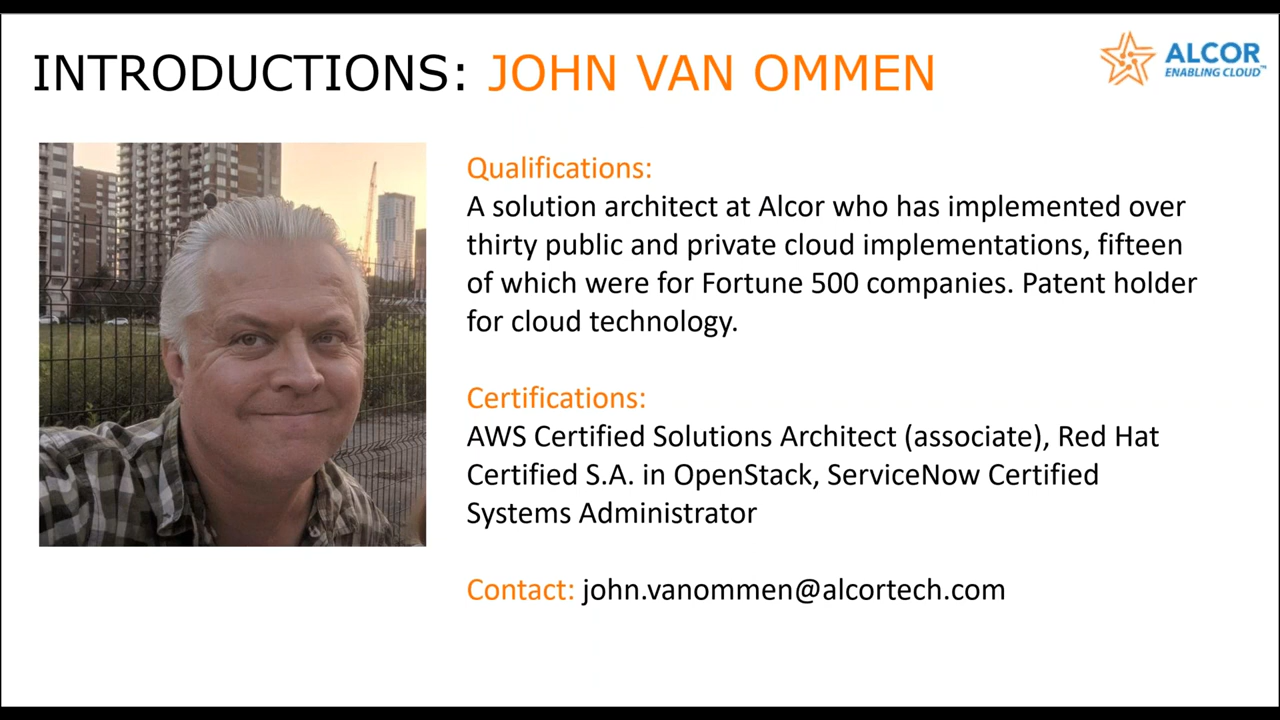 INTRODUCTIONS: JOHN VAN OMMEN
ALCOR
ENABLING CLOUD™
Qualifications:
A solution architect at Alcor who has implemented over
thirty public and private cloud implementations, fifteen
of which were for Fortune 500 companies. Patent holder
for cloud technology.
Certifications:
AWS Certified Solutions Architect (associate), Red Hat
Certified S.A. in OpenStack, ServiceNow Certified
Systems Administrator
Contact: john.vanommen@alcortech.com